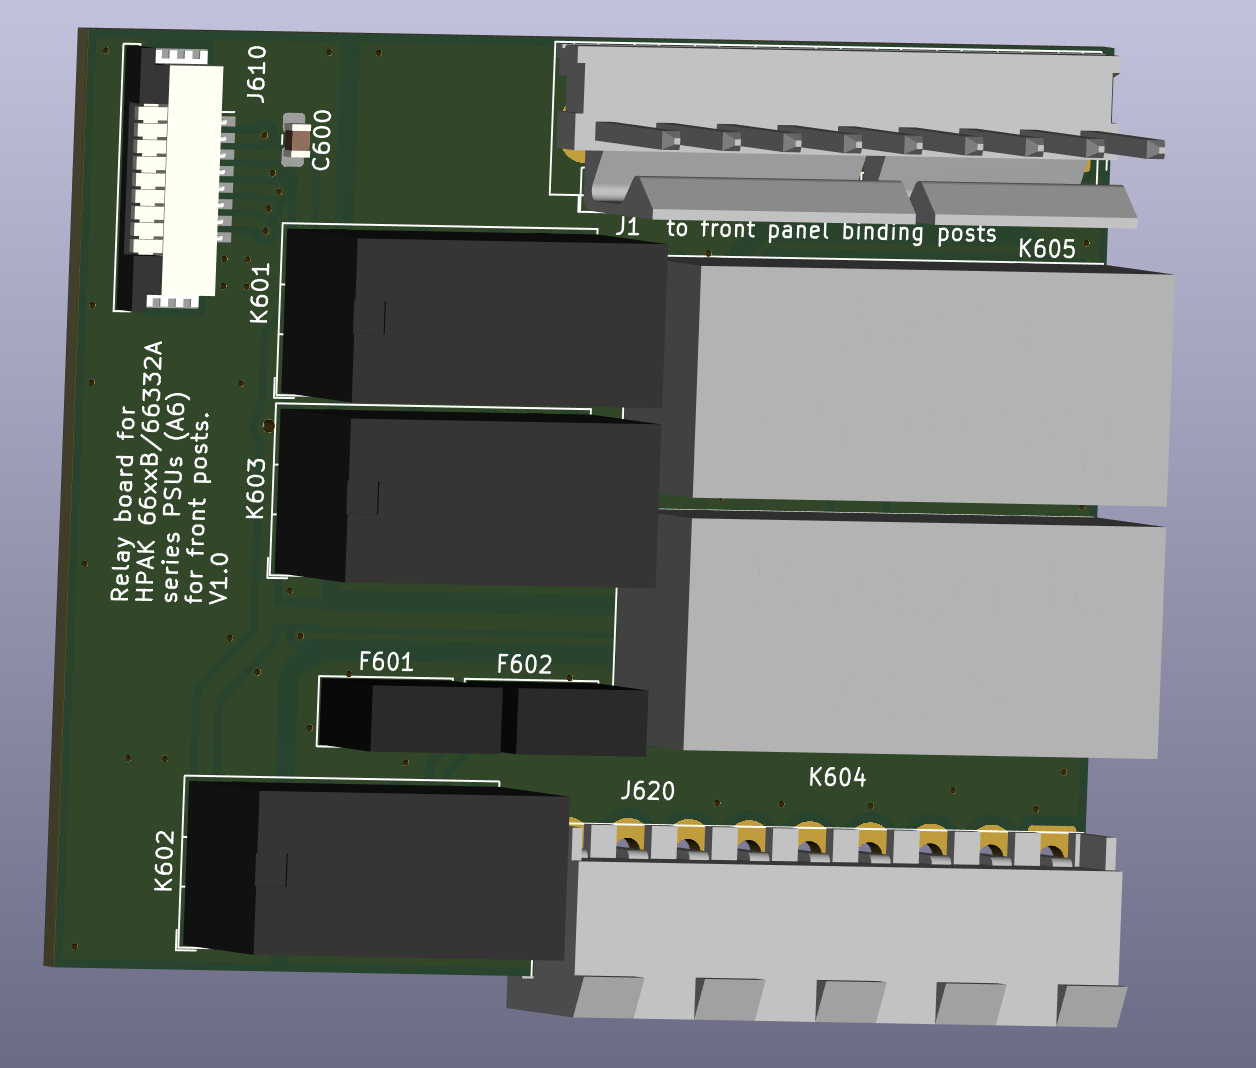 J610
C600
J1 to front panel binding posts
K605
K601
Relay board for
HPAK 66xxB/66332A
series PSUs (A6)
for front posts.
V1.0
K603
F601
F602
K604
J620
K602